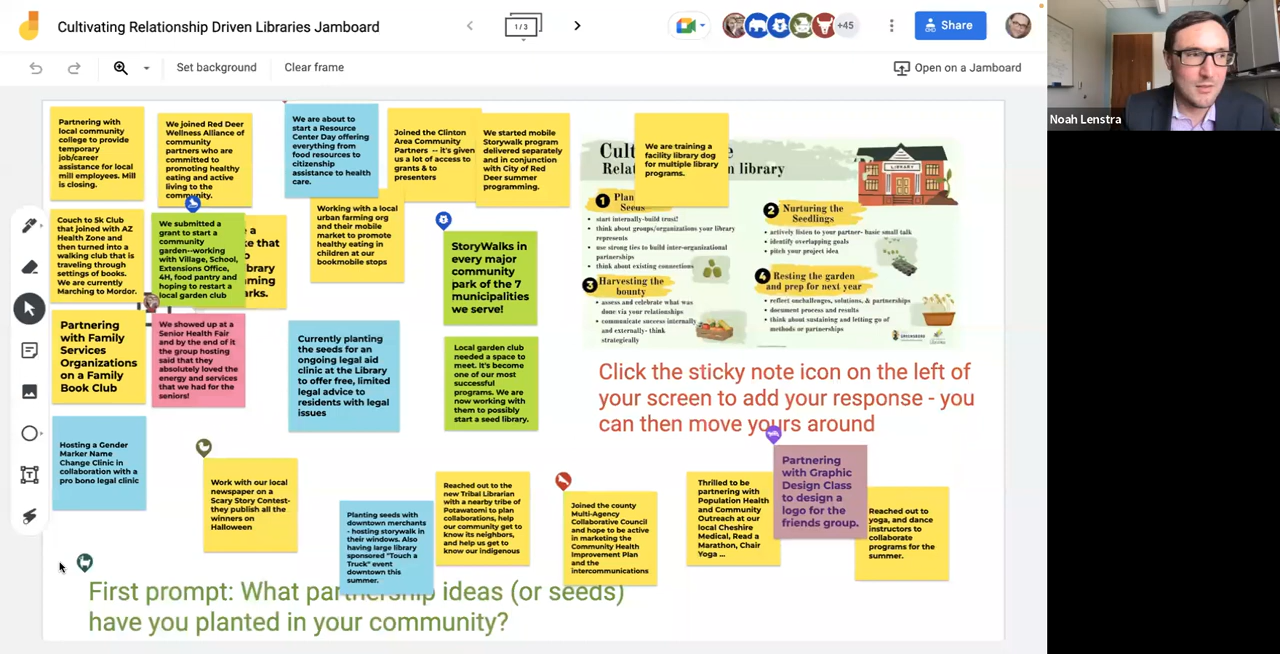 Cultivating Relationship Driven Libraries Jamboard
1 / 3
+45
Share
Set background
Clear frame
Open on a Jamboard
Noah Lenstra
Partnering with
local community
college to provide
temporary
job/career
assistance for local
mill employees. Mill
is closing.
We joined Red Deer
Wellness Alliance of
community
partners who are
committed to
promoting healthy
eating and active
living to the
community.
We are about to
start a Resource
Center Day offering
everything from
food resources to
citizenship
assistance to health
care.
Joined the Clinton
Area Community
Partners -- it's given
us a lot of access to
grants & to
presenters
We started mobile
Storywalk program
delivered separately
and in conjunction
with City of Red
Deer summer
programming.
We are training a
facility library dog
for multiple library
programs.
Cult
e
Rela
n library
LIBRARY
1 Plan
Seeds
start internally-build trust!
think about groups/organizations your library
represents
use strong ties to build inter-organizational
partnerships
think about existing connections
2 Nurturing the
Seedlings
actively listen to your partner- basic small talk
identify overlapping goals
pitch your project idea
3 Harvesting the
bounty
assess and celebrate what was
done via your relationships
communicate success internally
and externally- think
strategically
4 Resting the garden
and prep for next year
reflect onchallenges, solutions, & partnerships
document process and results
think about sustaining and letting go of
methods or partnerships
Couch to 5k Club
that joined with AZ
Health Zone and
then turned into a
walking club that is
traveling through
settings of books.
We are currently
Marching to Mordor.
We submitted a
grant to start a
community
garden--working
with Village, School,
Extensions Office,
4H, food pantry and
hoping to restart a
local garden club
e a
ke that
o
brary
ming
rks.
Working with a local
urban farming org
and their mobile
market to promote
healthy eating in
children at our
bookmobile stops
StoryWalks in
every major
community
park of the 7
municipalities
we serve!
Partnering
with Family
Services
Organizations
on a Family
Book Club
We showed up at a
Senior Health Fair
and by the end of it
the group hosting
said that they
absolutely loved the
energy and services
that we had for the
seniors!
Currently planting
the seeds for an
ongoing legal aid
clinic at the Library
to offer free, limited
legal advice to
residents with legal
issues
Local garden club
needed a space to
meet. It's become
one of our most
successful
programs. We are
now working with
them to possibly
start a seed library.
Click the sticky note icon on the left of
your screen to add your response - you
can then move yours around
Hosting a Gender
Marker Name
Change Clinic in
collaboration with a
pro bono legal clinic
Work with our local
newspaper on a
Scary Story Contest-
they publish all the
winners on
Halloween
Planting seeds with
downtown merchants
- hosting storywalk in
their windows. Also
having large library
sponsored "Touch a
Truck" event
downtown this
summer.
Reached out to the
new Tribal Librarian
with a nearby tribe of
Potawatomi to plan
collaborations, help
our community get to
know its neighbors,
and help us get to
know our indigenous
Joined the county
Multi-Agency
Collaborative Council
and hope to be active
in marketing the
Community Health
Improvement Plan
and the
intercommunications
Thrilled to be
partnering with
Population Health
and Community
Outreach at our
local Cheshire
Medical, Read a
Marathon, Chair
Yoga ...
Partnering
with Graphic
Design Class
to design a
logo for the
friends group.
Reached out to
yoga, and dance
instructors to
collaborate
programs for the
summer.
First prompt: What partnership ideas (or seeds)
have you planted in your community?